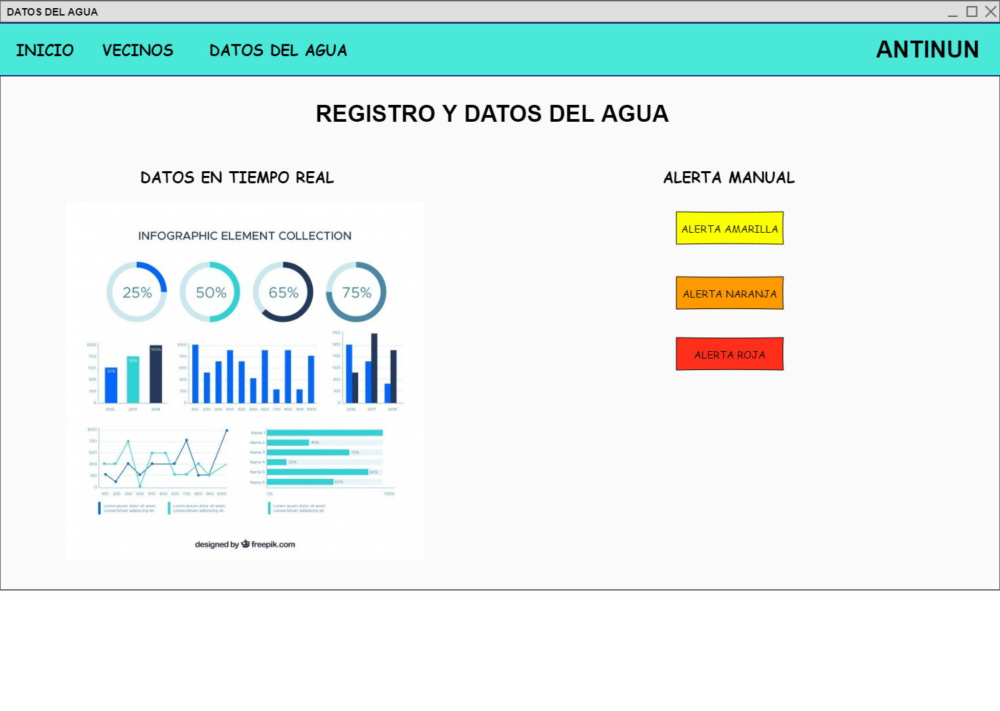 DATOS DEL AGUA
INICIO VECINOS DATOS DEL AGUA ANTINUN
REGISTRO Y DATOS DEL AGUA
DATOS EN TIEMPO REAL
INFOGRAPHIC ELEMENT COLLECTION
25% 50% 65% 75%
1000
700
500
300
100
0
20% 50% 100%
2016 2017 2018
1000
700
500
300
100
0
100 200 300 400 500 600 600 700 800 900 1000
1100
900
700
500
300
100
0
2016 2017 2018
1000
700
500
300
100
0
100 200 300 400 500 600 600 700 800 900 1000
Lorem ipsum dolor sit amet,
consectetuer adipiscing eli.
Lorem ipsum dolor sit amet,
consectetuer adipiscing eli.
Name 1
Name 2 40%
Name 3 70%
Name 4 20%
Name 5 80%
Name 6 60%
0% 100%
Lorem ipsum dolor sit amet,
consectetuer adipiscing eli.
designed by freepik.com
ALERTA MANUAL
ALERTA AMARILLA
ALERTA NARANJA
ALERTA ROJA